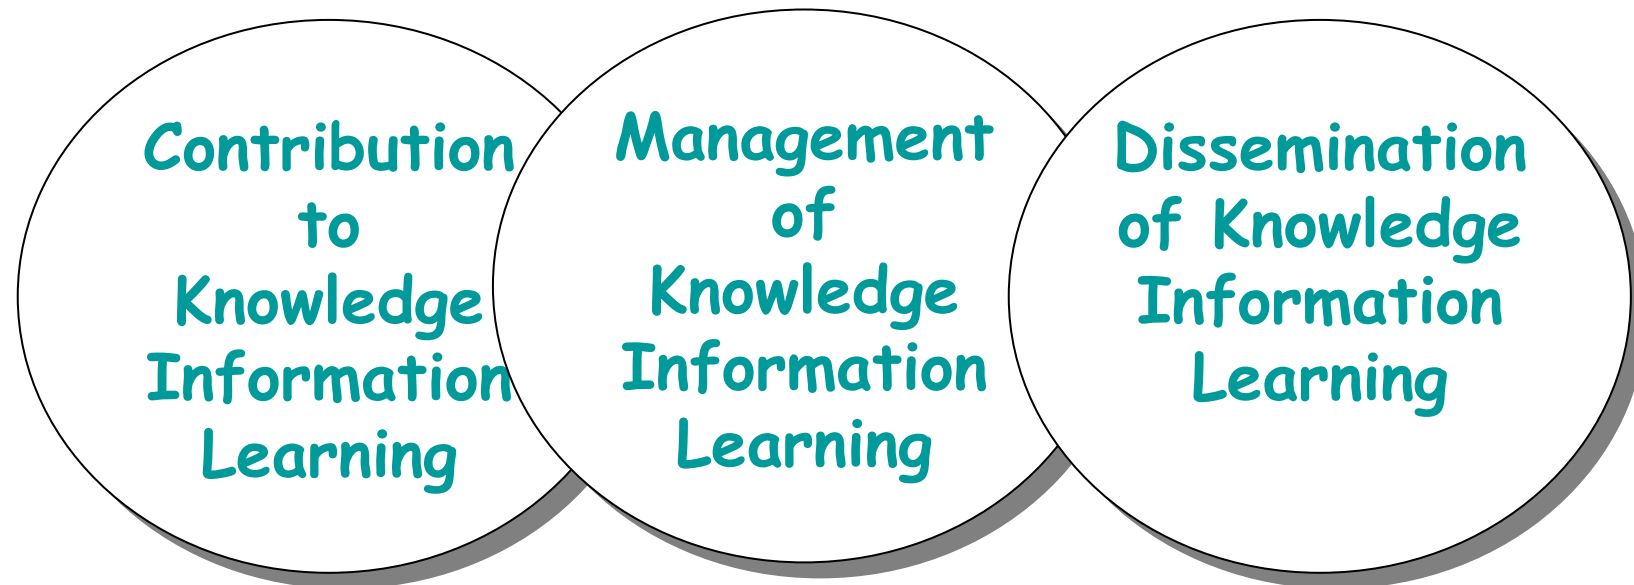 Contribution
to
Knowledge
Information
Learning
Management
of
Knowledge
Information
Learning
Dissemination
of Knowledge
Information
Learning